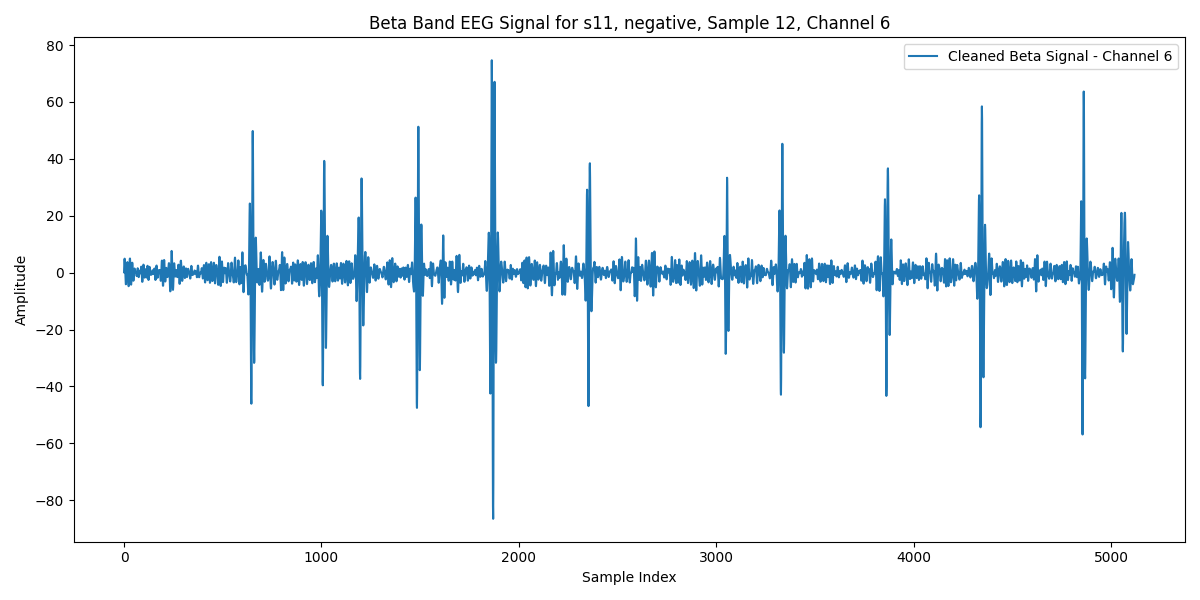 Beta Band EEG Signal for s11, negative, Sample 12, Channel 6
Cleaned Beta Signal - Channel 6
Amplitude
80
60
40
20
0
−20
−40
−60
−80
0 1000 2000 3000 4000 5000
Sample Index